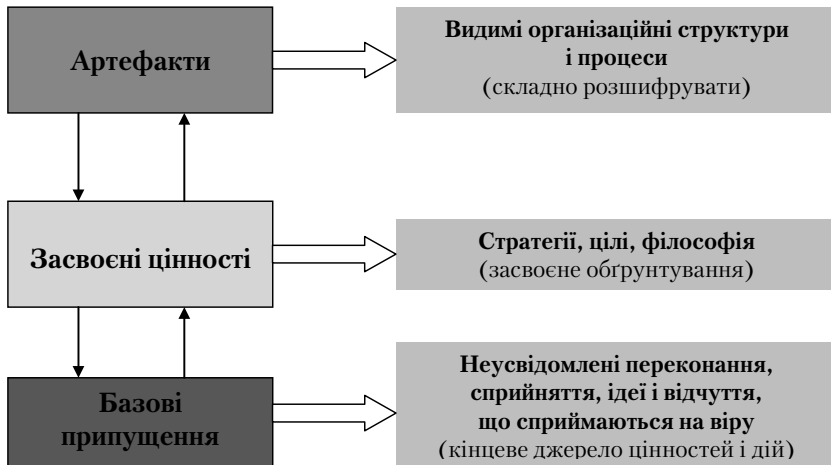 Артефакти
Видимі організаційні структури
і процеси
(складно розшифрувати)
Засвоєні цінності
Стратегії, цілі, філософія
(засвоєне обґрунтування)
Базові
припущення
Неусвідомлені переконання,
сприйняття, ідеї і відчуття,
що сприймаються на віру
(кінцеве джерело цінностей і дій)